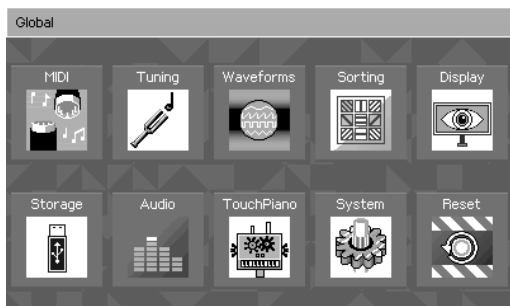 Global
MIDI Tuning Waveforms Sorting Display
Storage Audio TouchPiano System Reset